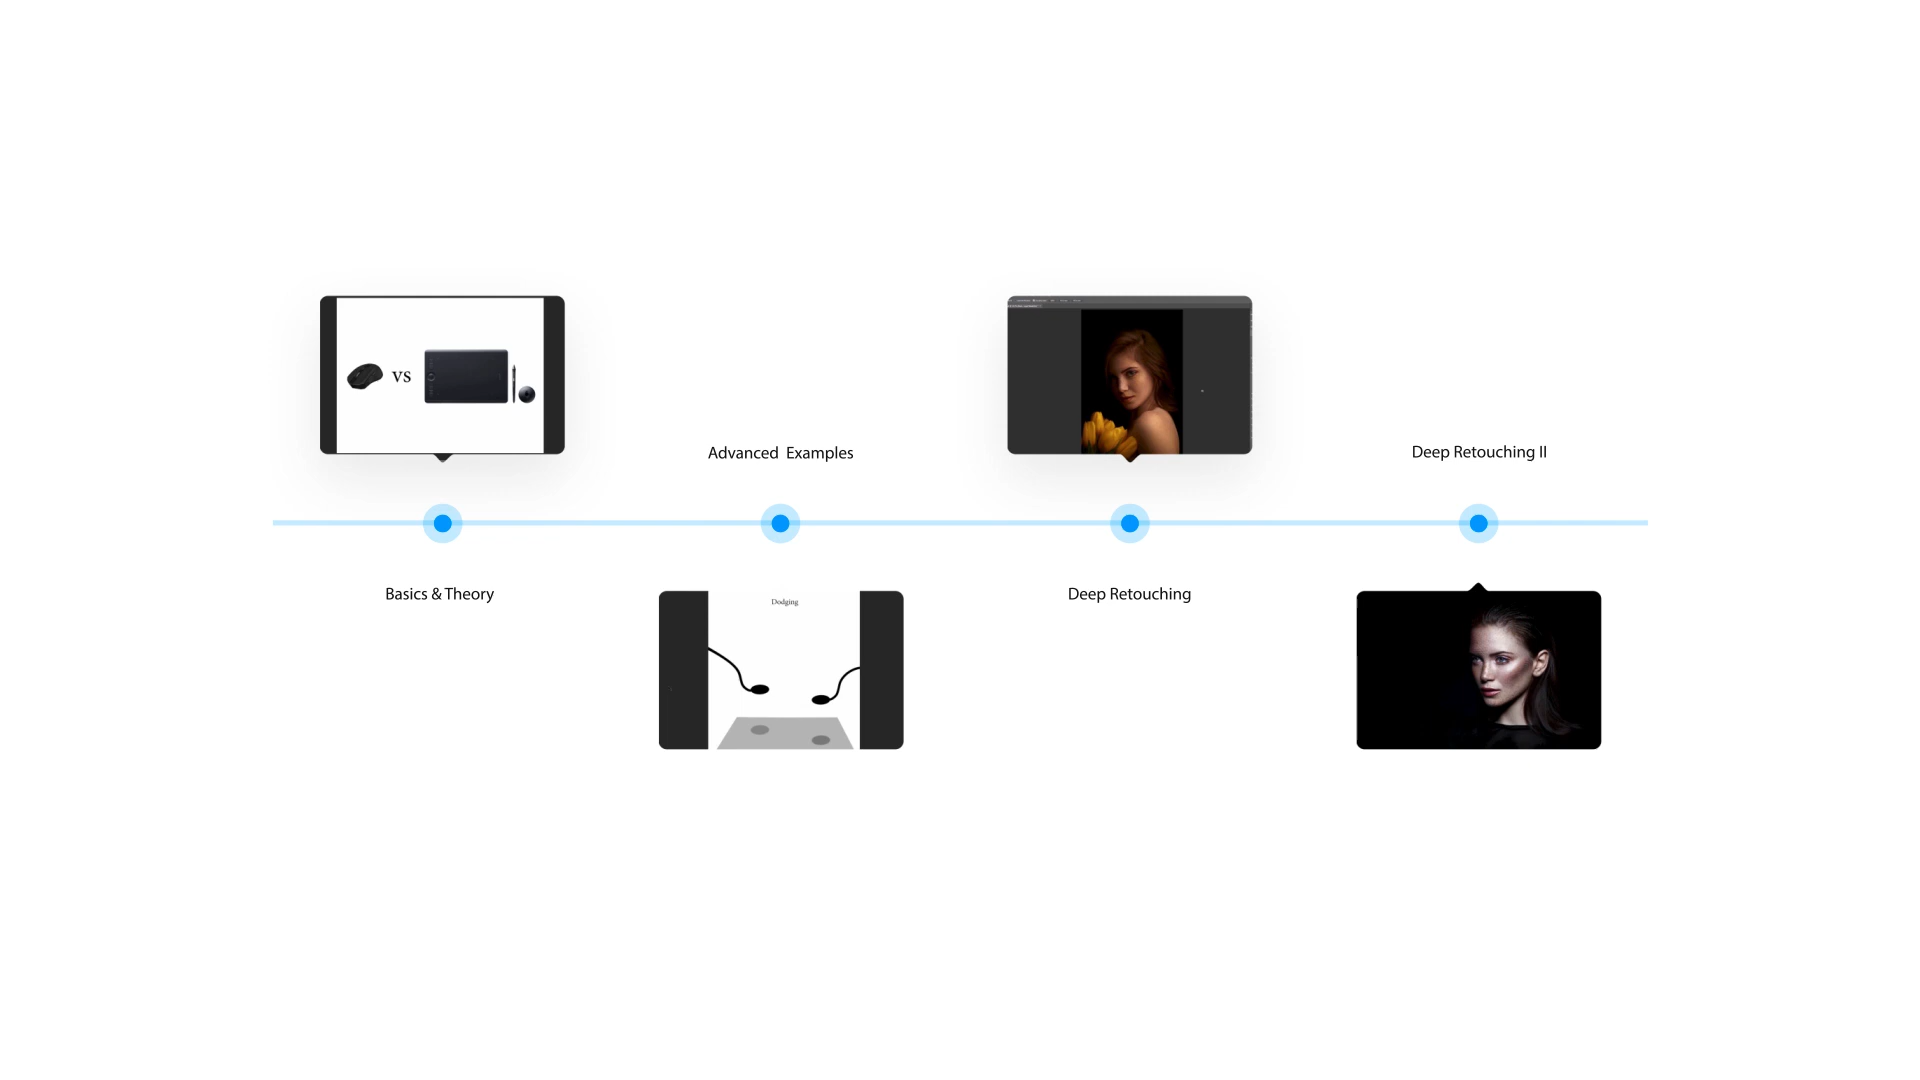 VS
Advanced  Examples
Deep Retouching II
Basics & Theory
Dodging
Deep Retouching